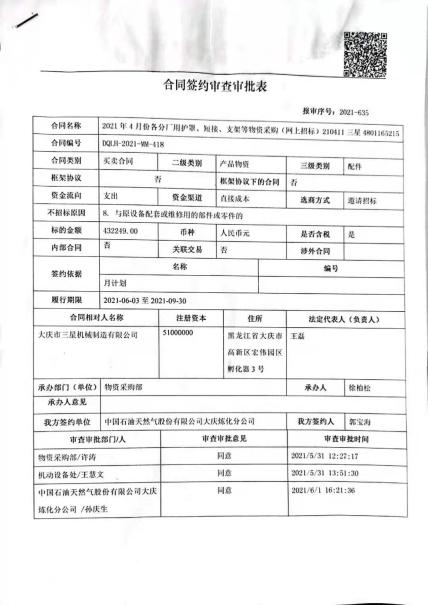 合同签约审查审批表
报审序号：2021-635
合同名称 2021 年 4 月份各分厂用护罩、短接、支架等物资采购（网上招标）210411 三星 4801165215
合同编号 DQLH-2021-MM-418
合同类别 买卖合同 二级类别 产品物资 三级类别 配件
框架协议 否 框架协议下的合同 否
资金流向 支出 资金渠道 直接成本 选商方式 邀请招标
不招标原因 8. 与原设备配套或维修用的部件或零件的
标的金额 432249.00 币种 人民币元 是否含税 是
内部合同 否 关联交易 否 涉外合同
签约依据 名称 编号
月计划
履行期限 2021-06-03 至 2021-09-30
合同相对人名称 注册资本 住所 法定代表人（负责人）
大庆市三星机械制造有限公司 51000000 黑龙江省大庆市 王磊
高新区宏伟园区
孵化器 3 号
承办部门（单位） 物资采购部 承办人 徐柏松
承办人意见
我方签约单位 中国石油天然气股份有限公司大庆炼化分公司 我方签约人 郭宝海
审查审批部门/人 审查审批意见 审查审批时间
物资采购部/许涛 同意 2021/5/31 12:27:17
机动设备处/王慧文 同意 2021/5/31 13:51:30
中国石油天然气股份有限公司大庆 同意 2021/6/1 16:21:36
炼化分公司 /孙庆生